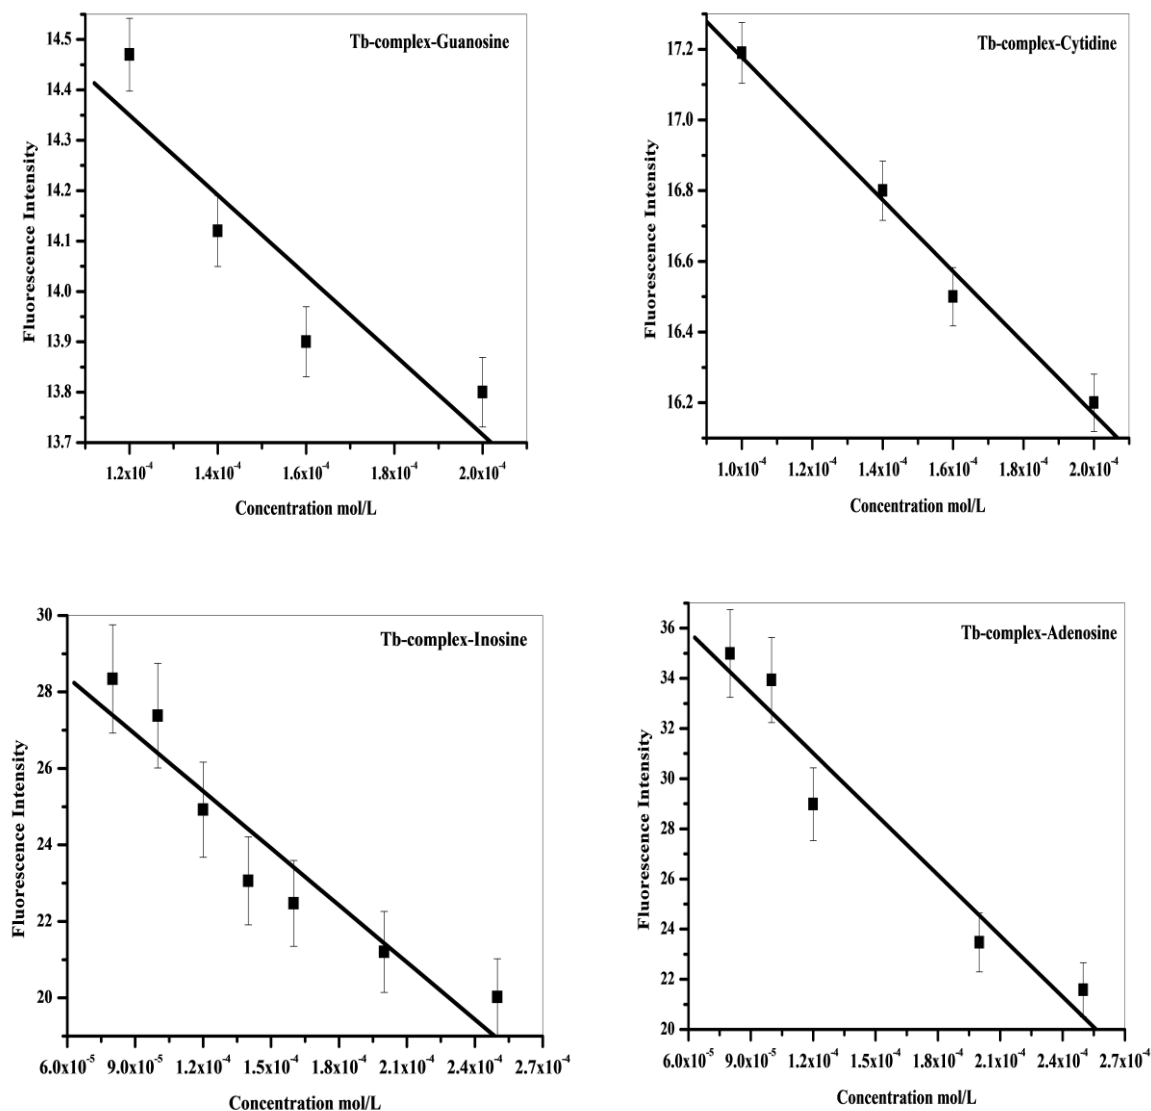 Tb-complex-Guanosine
Fluorescence Intensity
14.5
14.4
14.3
14.2
14.1
14.0
13.9
13.8
13.7
1.2x10⁻⁴ 1.4x10⁻⁴ 1.6x10⁻⁴ 1.8x10⁻⁴ 2.0x10⁻⁴
Concentration mol/L
Tb-complex-Cytidine
Fluorescence Intensity
17.2
17.0
16.8
16.6
16.4
16.2
1.0x10⁻⁴ 1.2x10⁻⁴ 1.4x10⁻⁴ 1.6x10⁻⁴ 1.8x10⁻⁴ 2.0x10⁻⁴
Concentration mol/L
Tb-complex-Inosine
Fluorescence Intensity
30
28
26
24
22
20
6.0x10⁻⁵ 9.0x10⁻⁵ 1.2x10⁻⁴ 1.5x10⁻⁴ 1.8x10⁻⁴ 2.1x10⁻⁴ 2.4x10⁻⁴ 2.7x10⁻⁴
Concentration mol/L
Tb-complex-Adenosine
Fluorescence Intensity
36
34
32
30
28
26
24
22
20
6.0x10⁻⁵ 9.0x10⁻⁵ 1.2x10⁻⁴ 1.5x10⁻⁴ 1.8x10⁻⁴ 2.1x10⁻⁴ 2.4x10⁻⁴ 2.7x10⁻⁴
Concentration mol/L